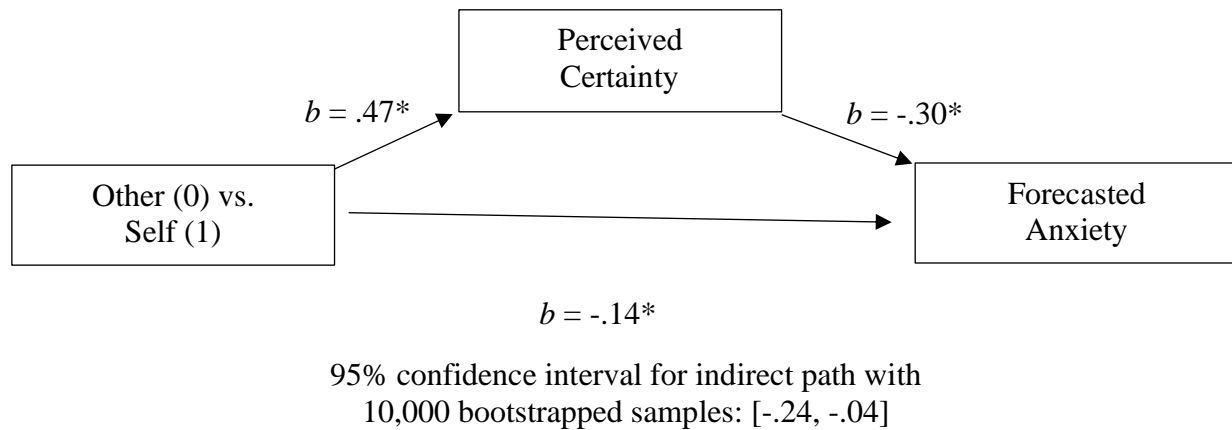 Perceived
Certainty
b = .47*
b = -.30*
Other (0) vs.
Self (1)
Forecasted
Anxiety
b = -.14*
95% confidence interval for indirect path with
10,000 bootstrapped samples: [-.24, -.04]